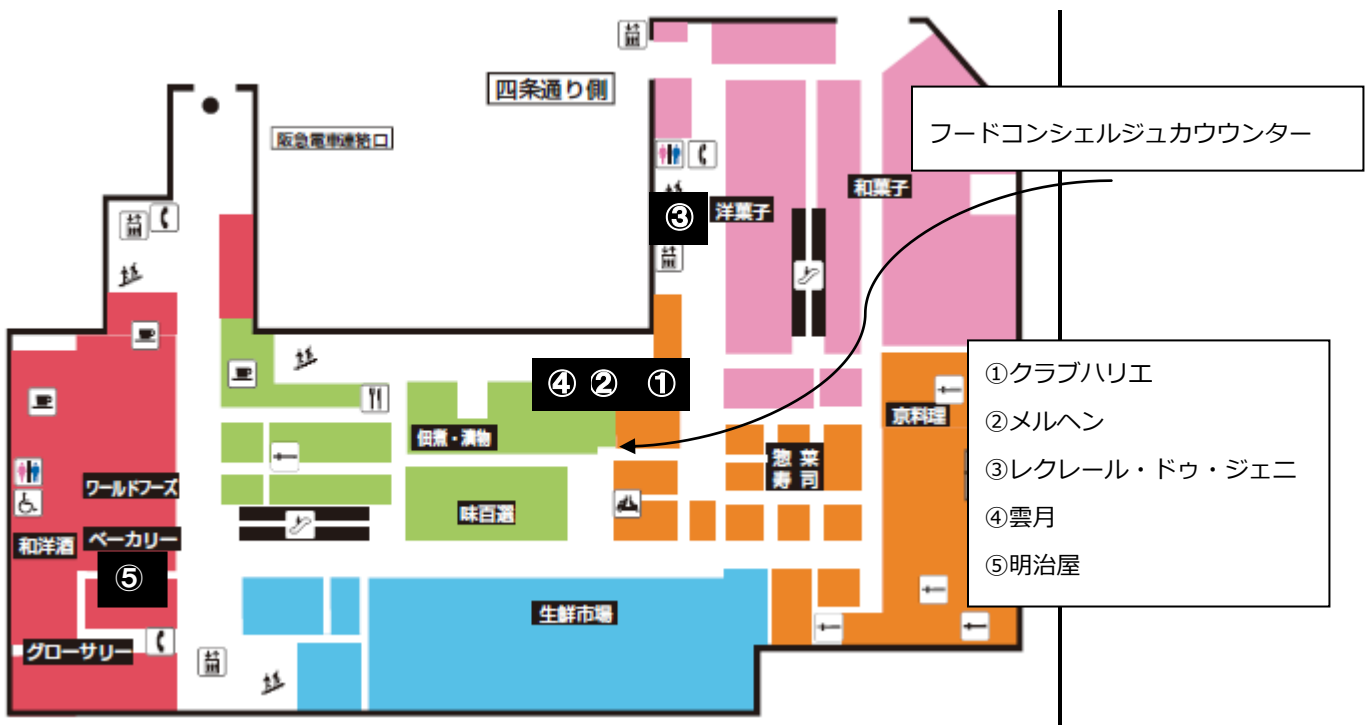 四条通り側
阪急電車連絡口
フードコンシェルジュカウウンター
和菓子
③
洋菓子
④ ② ①
①クラブハリエ
②メルヘン
③レクレール・ドゥ・ジェニ
④雲月
⑤明治屋
京料理
佃煮・漬物
惣菜
寿司
ワールドフーズ
味百選
和洋酒
ベーカリー
⑤
生鮮市場
グローサリー